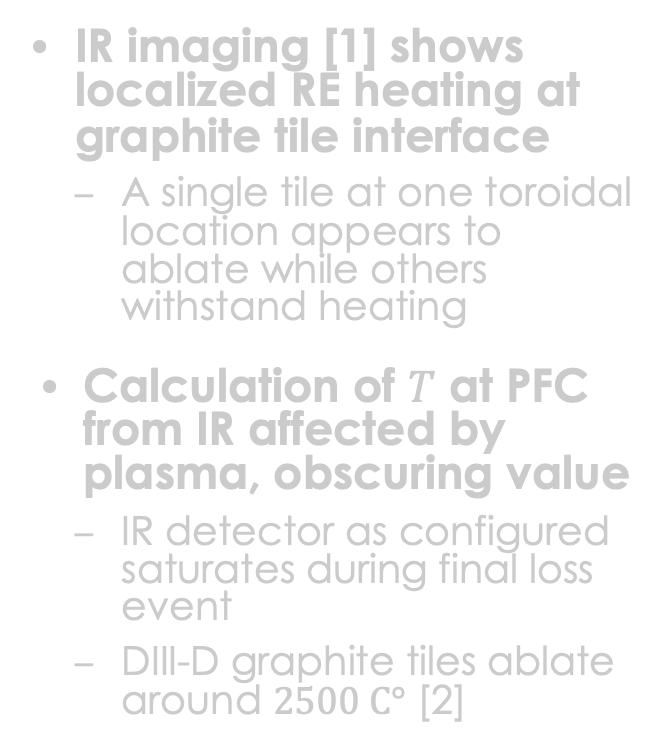 • IR imaging [1] shows
localized RE heating at
graphite tile interface
– A single tile at one toroidal
location appears to
ablate while others
withstand heating
• Calculation of T at PFC
from IR affected by
plasma, obscuring value
– IR detector as configured
saturates during final loss
event
– DIII-D graphite tiles ablate
around 2500 C° [2]